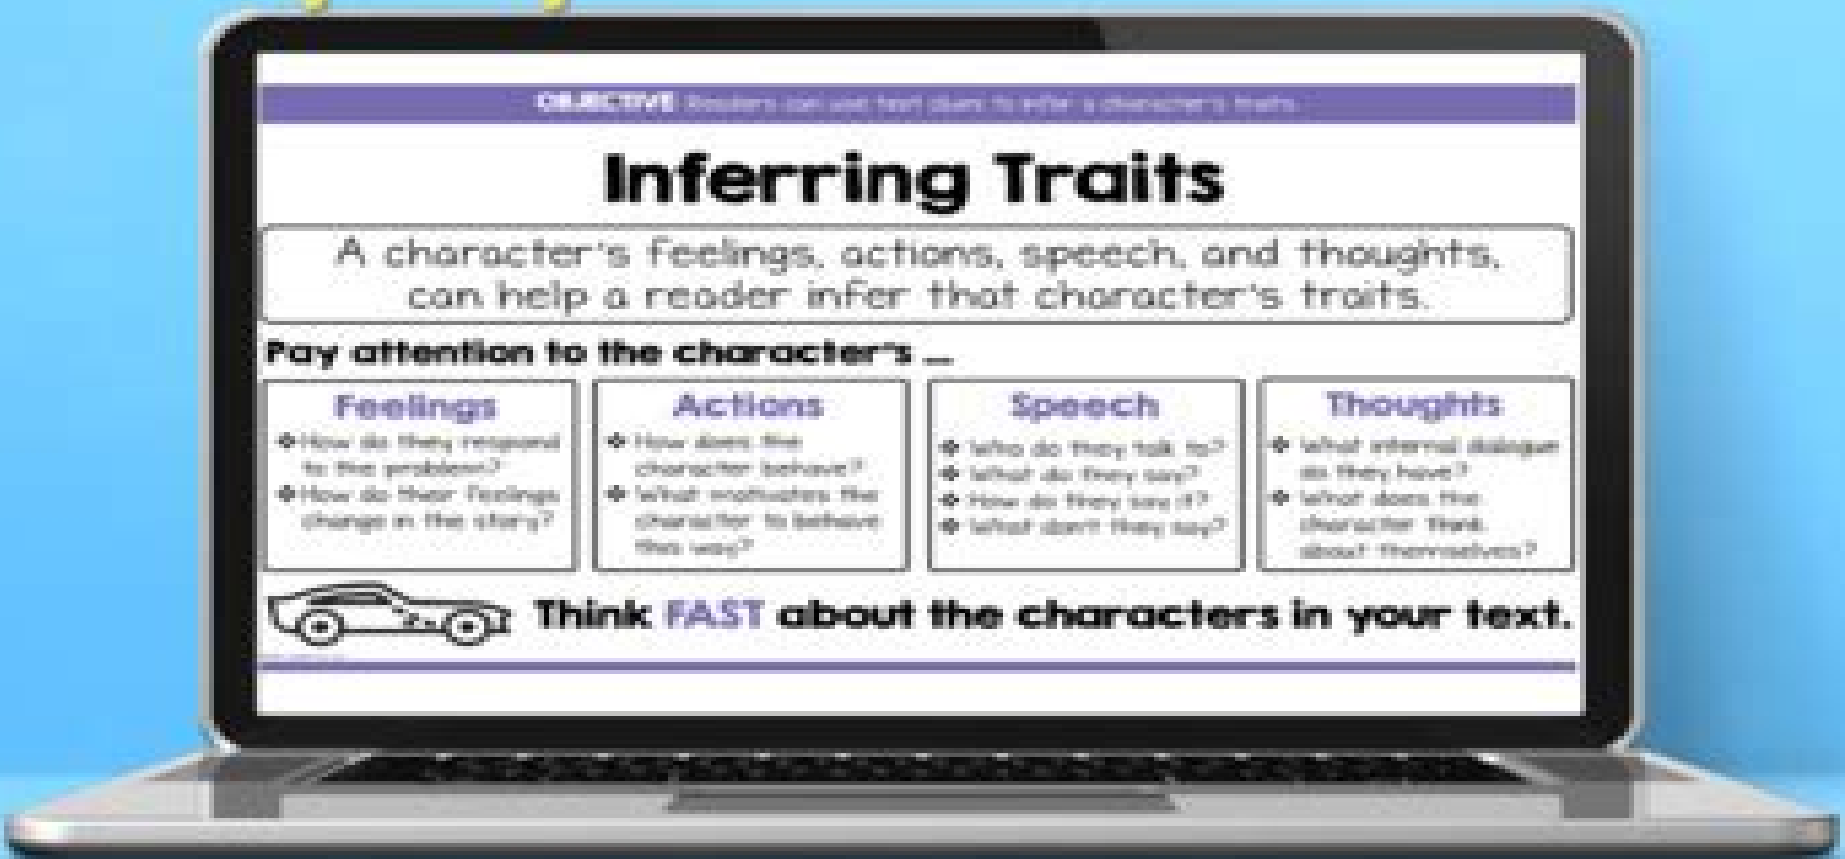 OBJECTIVE Readers can use text clues to infer a character's traits.
Inferring Traits
A character's feelings, actions, speech, and thoughts,
can help a reader infer that character's traits.
Pay attention to the character's ...
Feelings
❖ How do they respond
to the problem?
❖ How do their feelings
change in the story?
Actions
❖ How does the
character behave?
❖ What motivates the
character to behave
this way?
Speech
❖ Who do they talk to?
❖ What do they say?
❖ How do they say it?
❖ What don't they say?
Thoughts
❖ What internal dialogue
do they have?
❖ What does the
character think
about themselves?
Think FAST about the characters in your text.